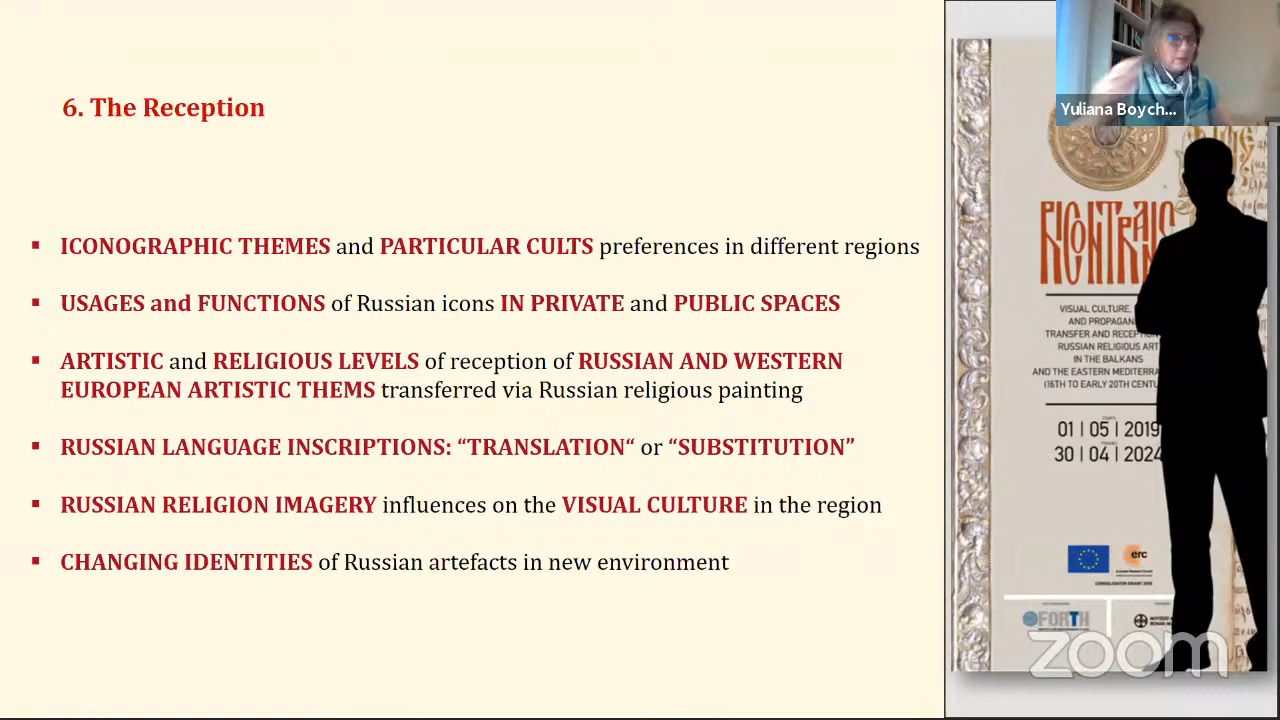 6. The Reception
ICONOGRAPHIC THEMES and PARTICULAR CULTS preferences in different regions
USAGES and FUNCTIONS of Russian icons IN PRIVATE and PUBLIC SPACES
ARTISTIC and RELIGIOUS LEVELS of reception of RUSSIAN AND WESTERN
EUROPEAN ARTISTIC THEMS transferred via Russian religious painting
RUSSIAN LANGUAGE INSCRIPTIONS: “TRANSLATION“ or “SUBSTITUTION”
RUSSIAN RELIGION IMAGERY influences on the VISUAL CULTURE in the region
CHANGING IDENTITIES of Russian artefacts in new environment
Yuliana Boych...
RICONTRANS
VISUAL CULTURE,
AND PROPAGAN
TRANSFER AND RECEPTION
RUSSIAN RELIGIOUS ART
IN THE BALKANS
AND THE EASTERN MEDITERRA
(16TH TO EARLY 20TH CENTU
01 | 05 | 2019
30 | 04 | 2024
erc
FORTH
zoom